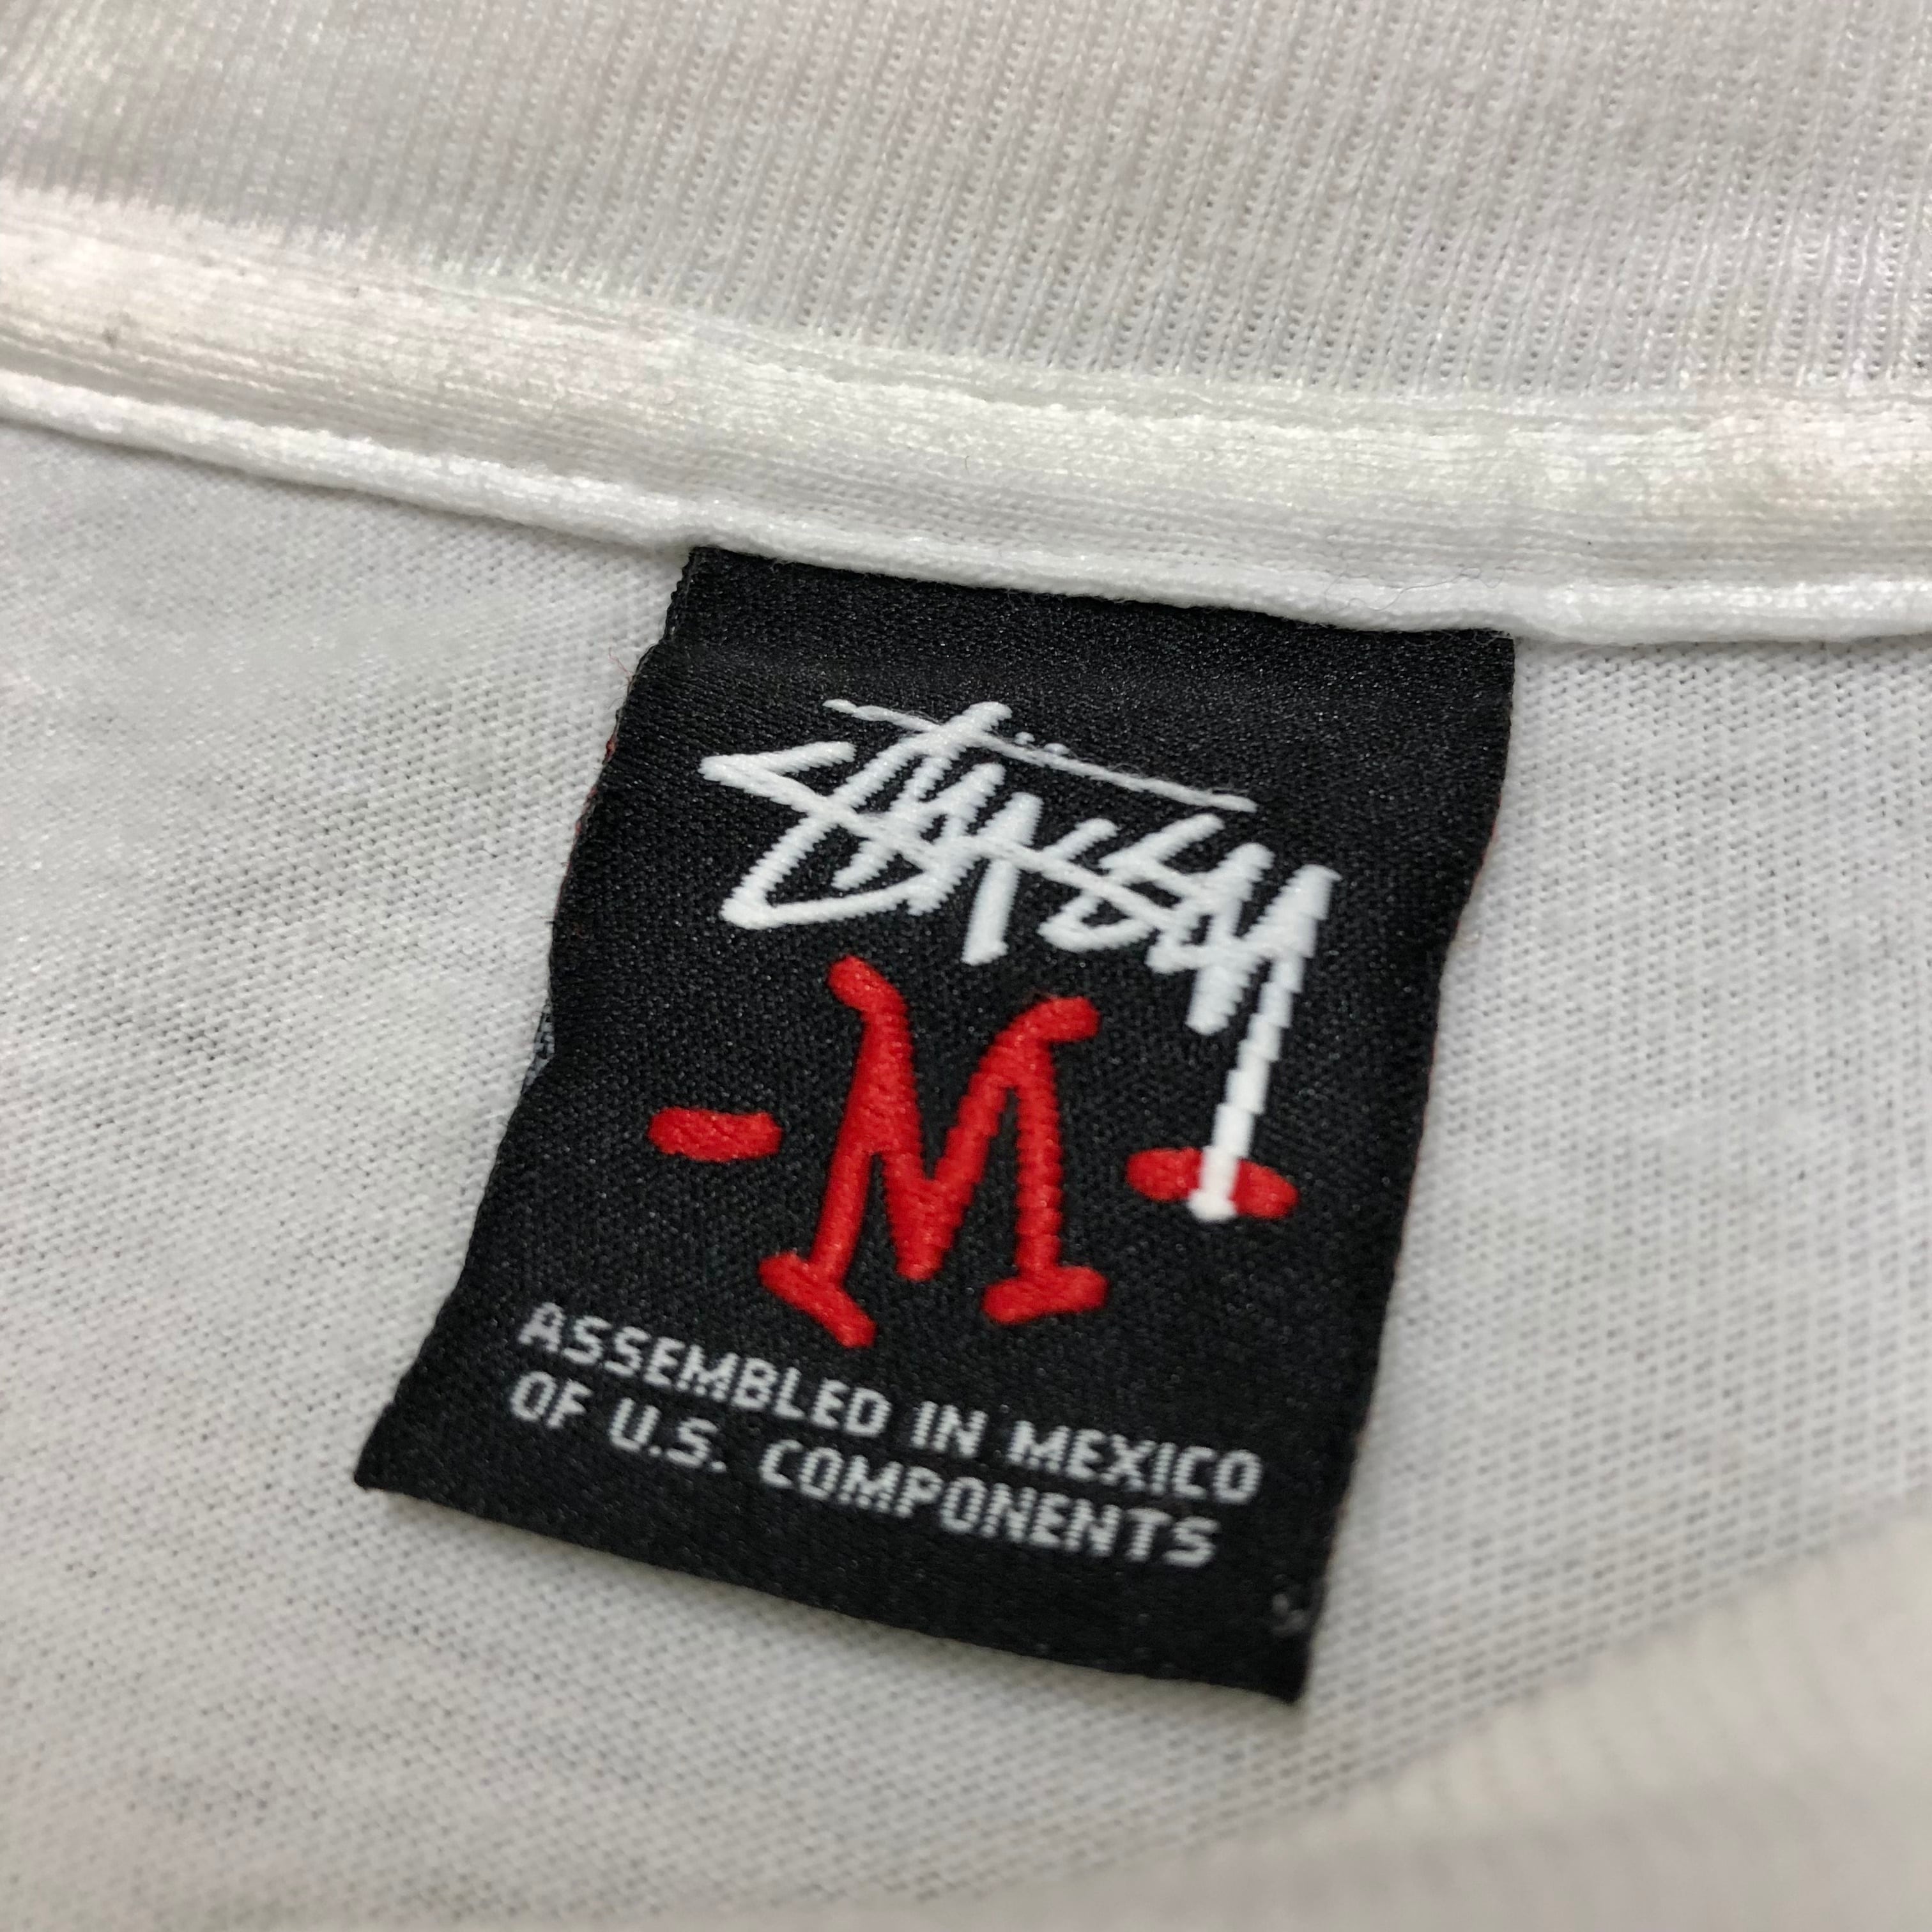 Stüssy
- M -
ASSEMBLED IN MEXICO
OF U.S. COMPONENTS